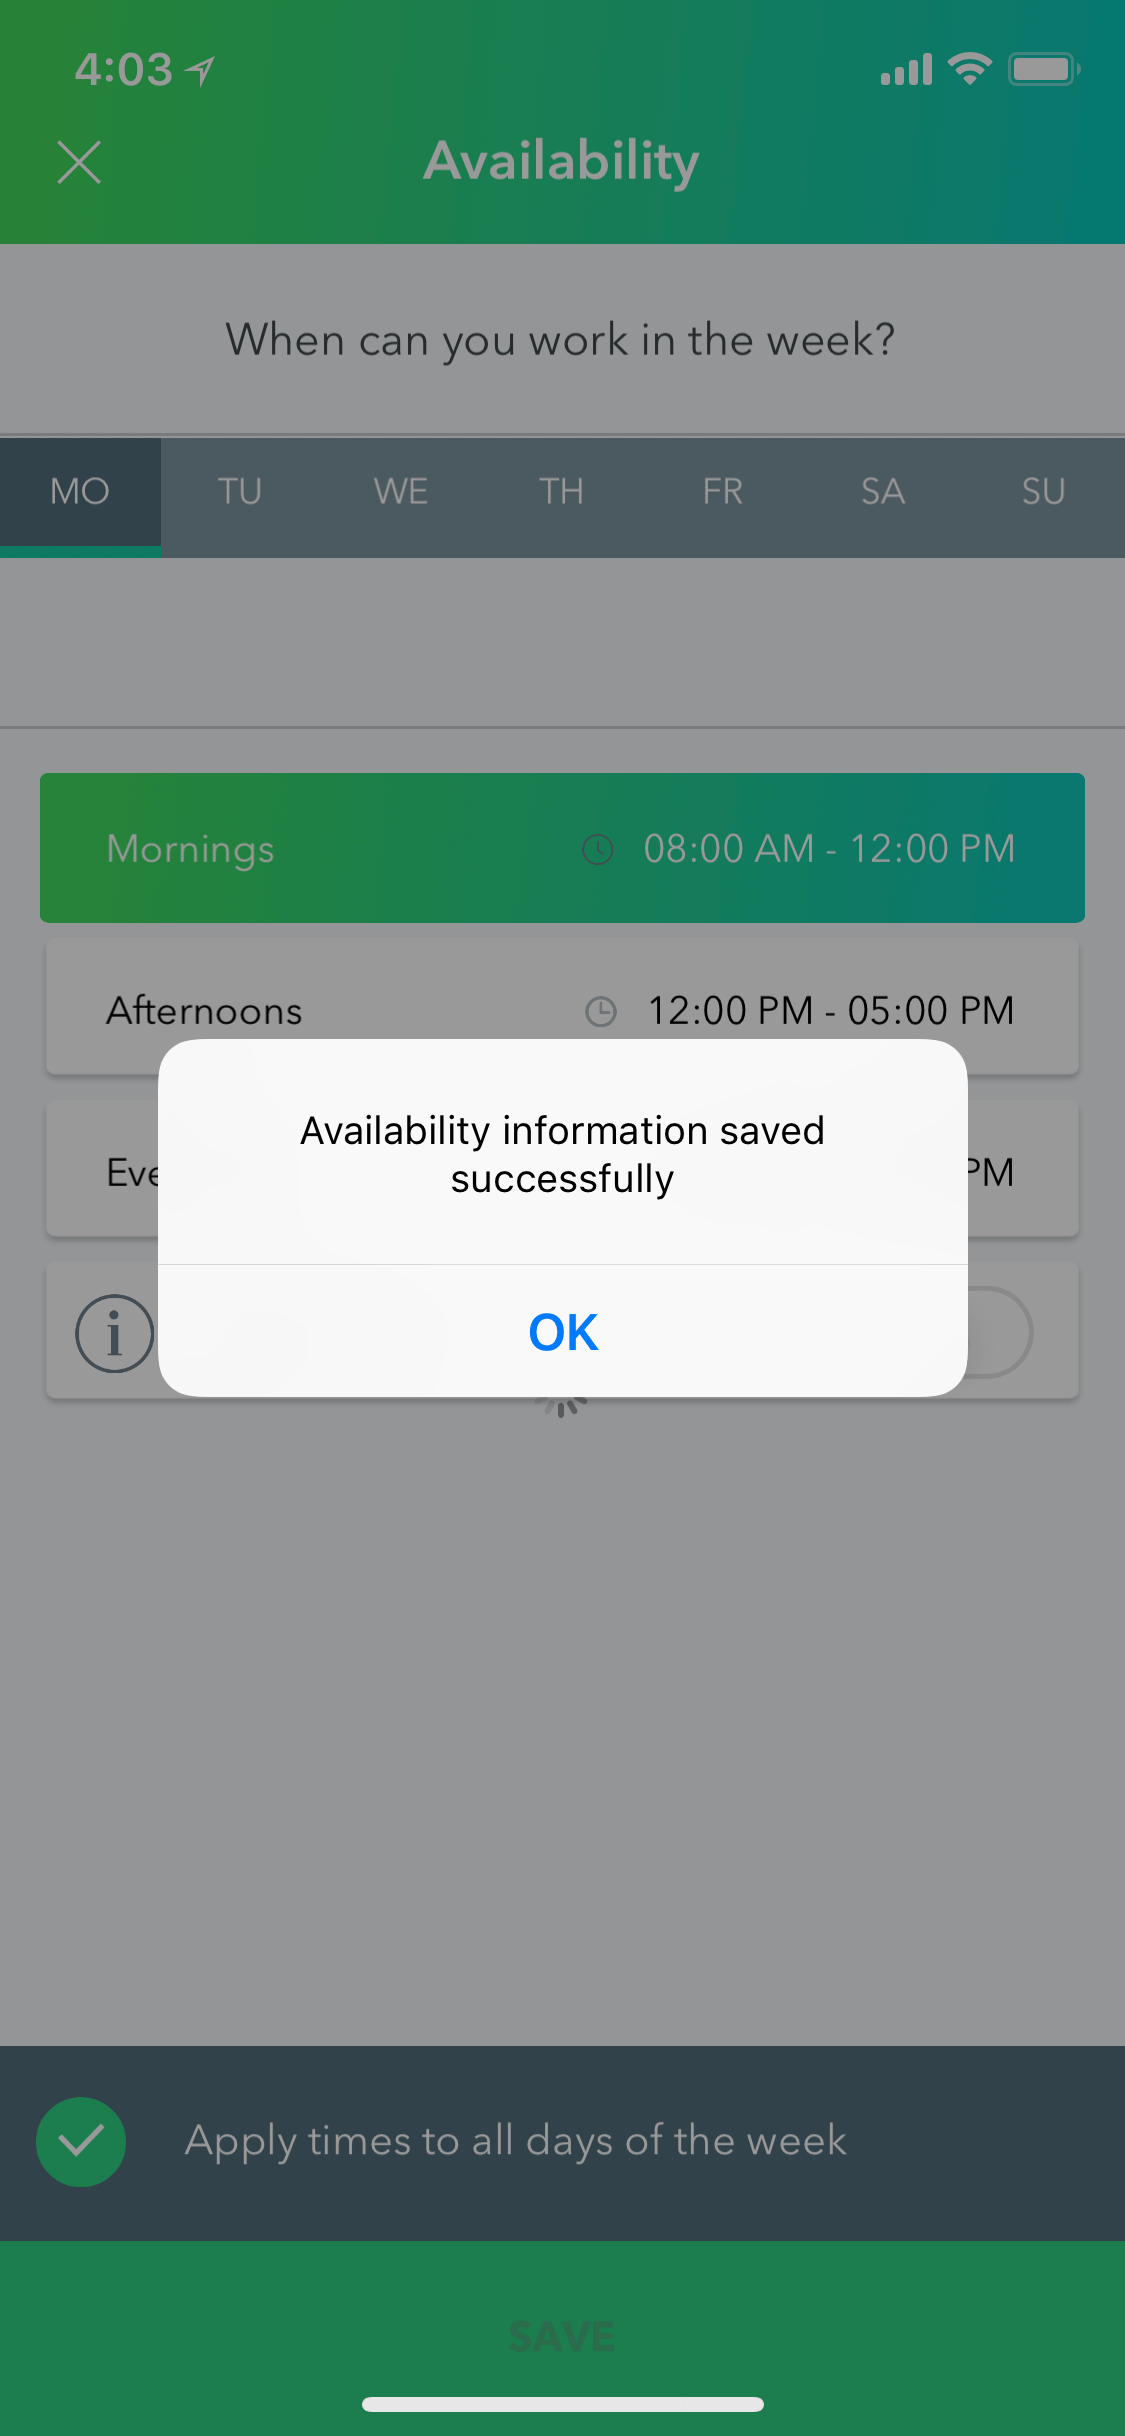 4:03
Availability
When can you work in the week?
MO TU WE TH FR SA SU
Mornings 08:00 AM - 12:00 PM
Afternoons 12:00 PM - 05:00 PM
Availability information saved
successfully
PM
OK
Apply times to all days of the week
SAVE